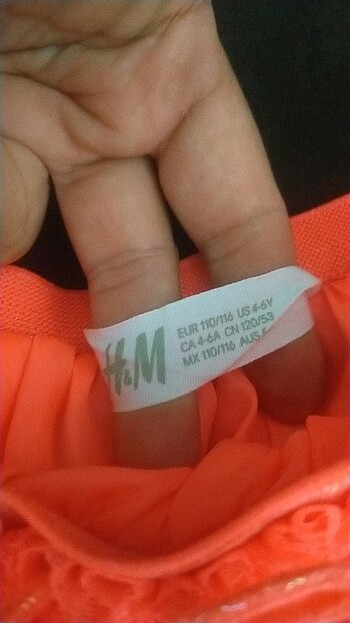 H&M
EUR 110/116 US 4-6Y
CA 4-6A CN 120/53
MX 110/116 AUS